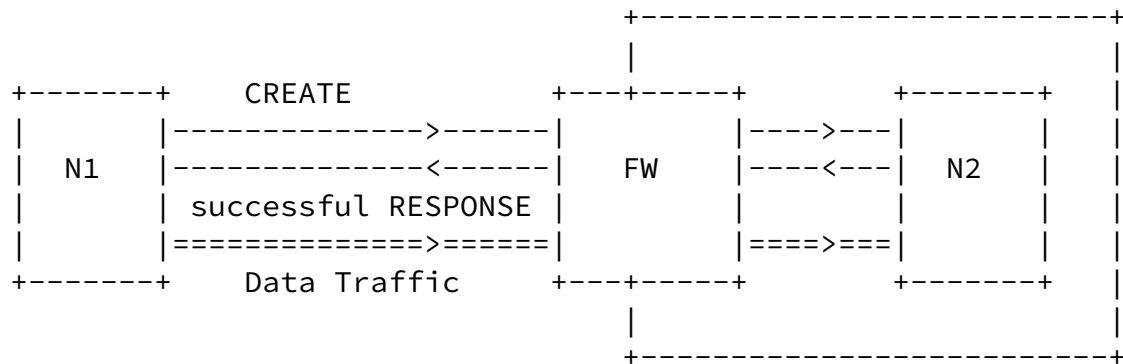 CREATE
N1 FW N2
successful RESPONSE
Data Traffic